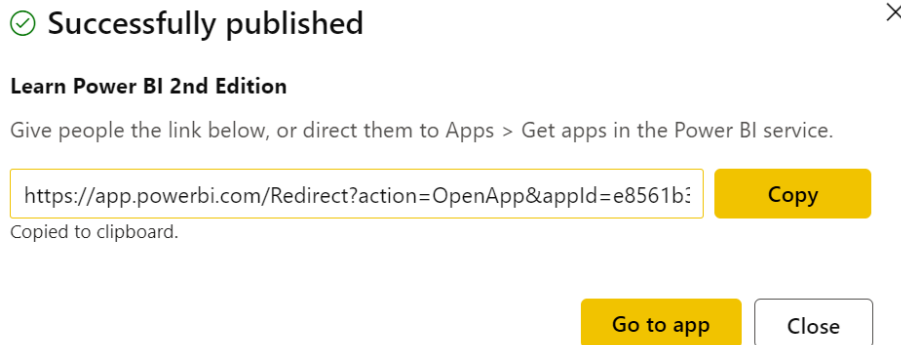 Successfully published
Learn Power BI 2nd Edition
Give people the link below, or direct them to Apps > Get apps in the Power BI service.
https://app.powerbi.com/Redirect?action=OpenApp&appId=e8561b3
Copy
Copied to clipboard.
Go to app
Close